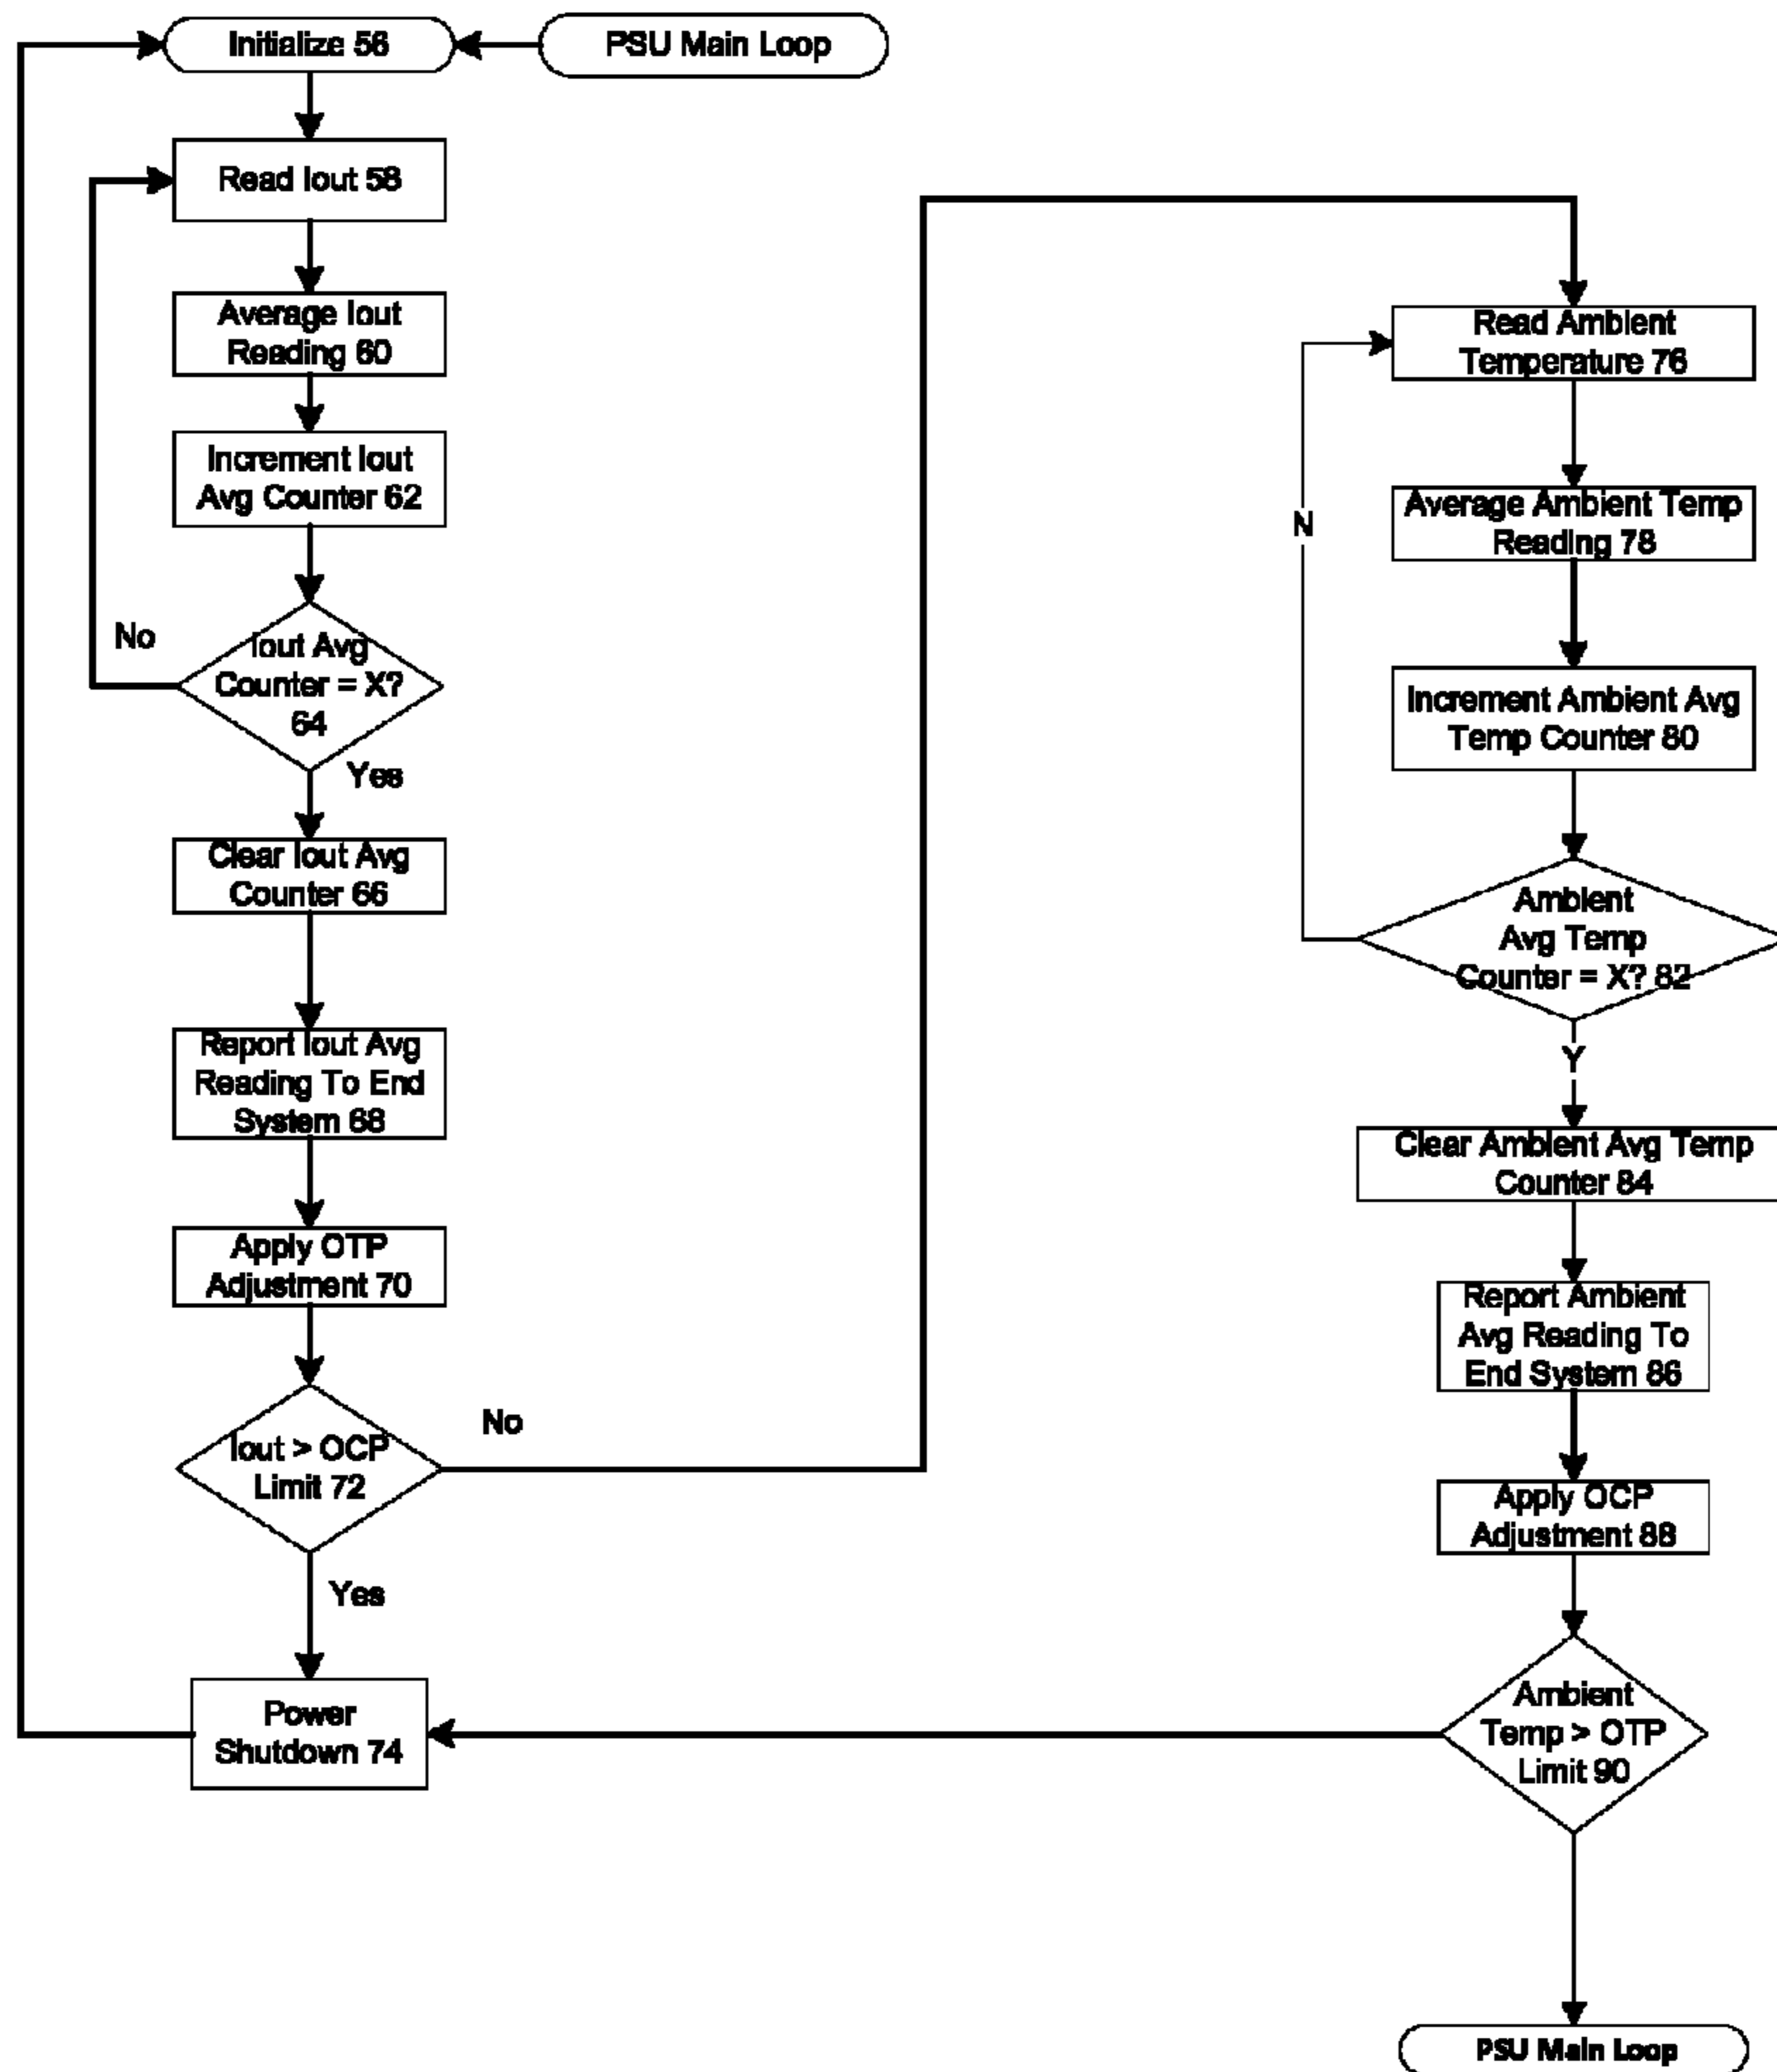 Initialize 56
PSU Main Loop
Read Iout 58
Average Iout
Reading 60
Increment Iout
Avg Counter 62
No
Iout Avg
Counter = X?
64
Yes
Clear Iout Avg
Counter 66
Report Iout Avg
Reading To End
System 68
Apply OTP
Adjustment 70
Iout > OCP
Limit 72
No
Yes
Power
Shutdown 74
Read Ambient
Temperature 76
N
Average Ambient Temp
Reading 78
Increment Ambient Avg
Temp Counter 80
Ambient
Avg Temp
Counter = X? 82
Y
Clear Ambient Avg Temp
Counter 84
Report Ambient
Avg Reading To
End System 86
Apply OCP
Adjustment 88
Ambient
Temp > OTP
Limit 90
PSU Main Loop